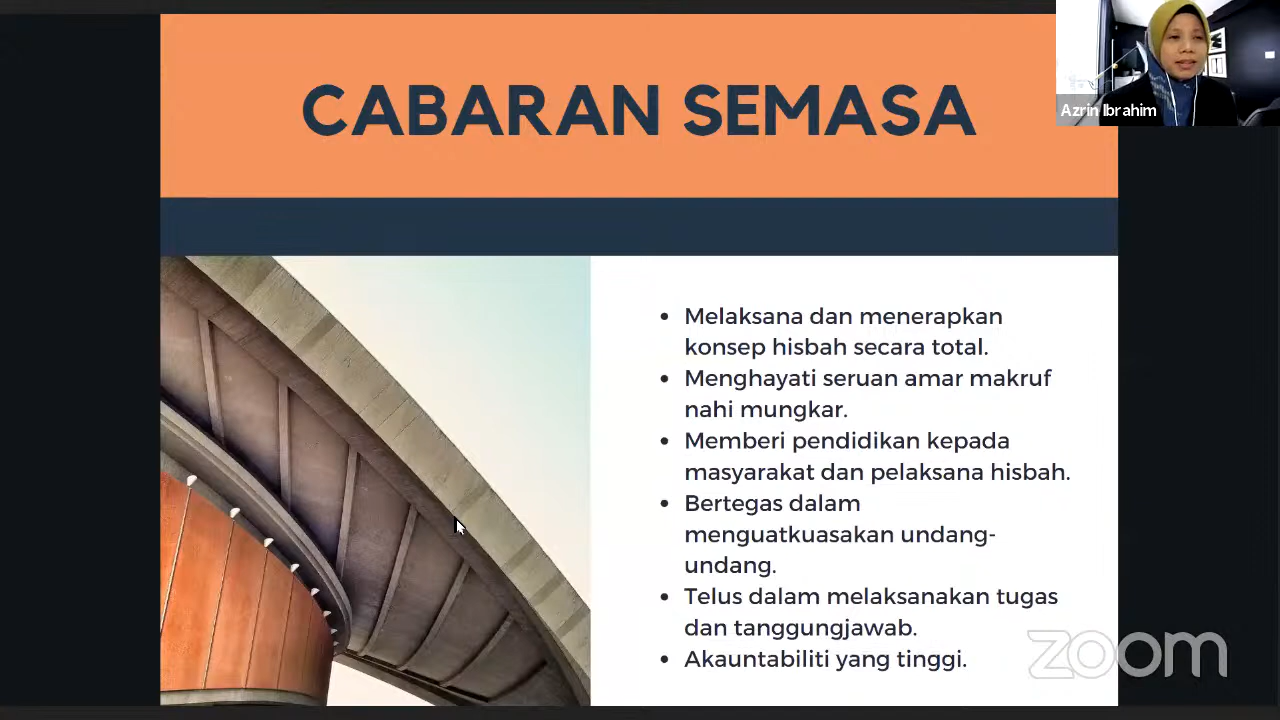 CABARAN SEMASA
Azrin Ibrahim
• Melaksana dan menerapkan
konsep hisbah secara total.
• Menghayati seruan amar makruf
nahi mungkar.
• Memberi pendidikan kepada
masyarakat dan pelaksana hisbah.
• Bertegas dalam
menguatkuasakan undang-
undang.
• Telus dalam melaksanakan tugas
dan tanggungjawab.
• Akauntabiliti yang tinggi.
zoom